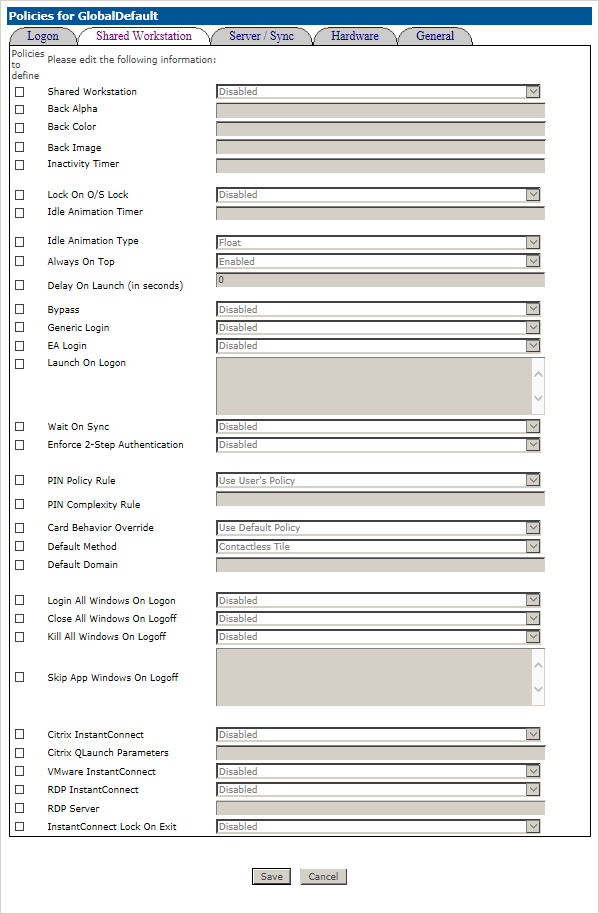 Policies for GlobalDefault
Logon Shared Workstation Server / Sync Hardware General
Policies to define Please edit the following information:
Shared Workstation Disabled
Back Alpha
Back Color
Back Image
Inactivity Timer
Lock On O/S Lock Disabled
Idle Animation Timer
Idle Animation Type Float
Always On Top Enabled
Delay On Launch (in seconds) 0
Bypass Disabled
Generic Login Disabled
EA Login Disabled
Launch On Logon
Wait On Sync Disabled
Enforce 2-Step Authentication Disabled
PIN Policy Rule Use User's Policy
PIN Complexity Rule
Card Behavior Override Use Default Policy
Default Method Contactless Tile
Default Domain
Login All Windows On Logon Disabled
Close All Windows On Logoff Disabled
Kill All Windows On Logoff Disabled
Skip App Windows On Logoff
Citrix InstantConnect Disabled
Citrix QLaunch Parameters
VMware InstantConnect Disabled
RDP InstantConnect Disabled
RDP Server
InstantConnect Lock On Exit Disabled
Save Cancel